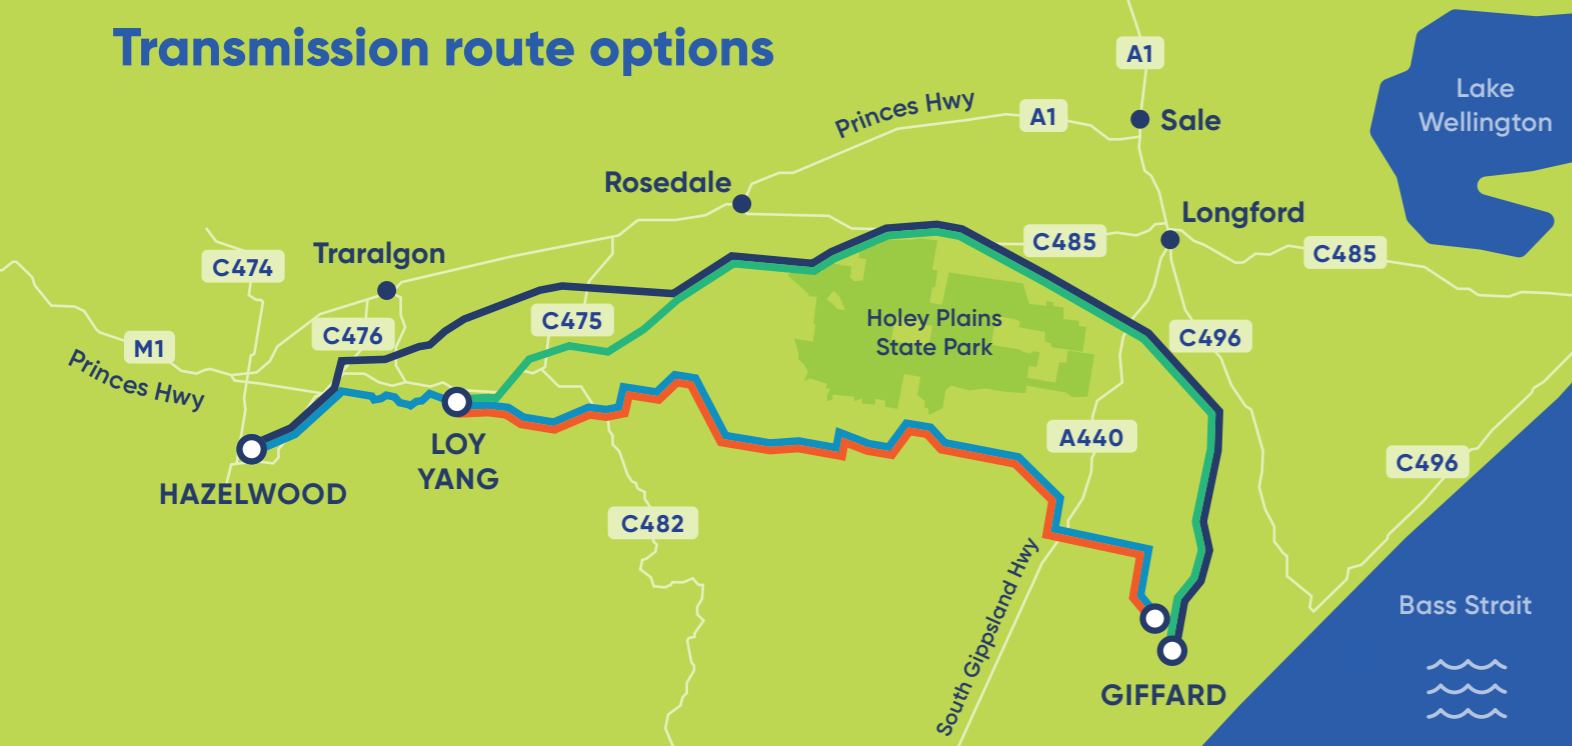 Transmission route options
A1
Lake
Wellington
Princes Hwy
A1
Sale
Rosedale
Longford
Traralgon
C474
C485
C485
Holey Plains
State Park
C475
C476
M1
C496
Princes Hwy
LOY
YANG
A440
C496
HAZELWOOD
C482
South Gippsland Hwy
Bass Strait
GIFFARD